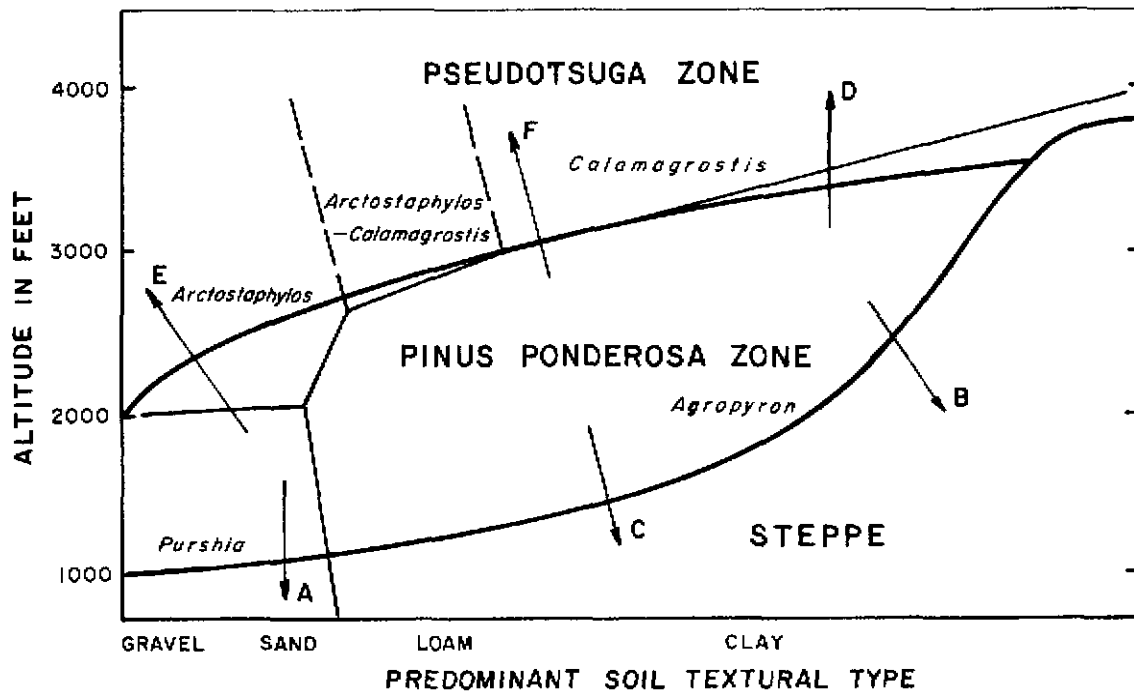 PSEUDOTSUGA ZONE
4000
D
F
Calamagrostis
Arctostaphylos
-Calamagrostis
3000
E
Arctostaphylos
ALTITUDE IN FEET
PINUS PONDEROSA ZONE
2000
Agropyron
B
C
STEPPE
Purshia
1000
A
GRAVEL SAND LOAM CLAY
PREDOMINANT SOIL TEXTURAL TYPE